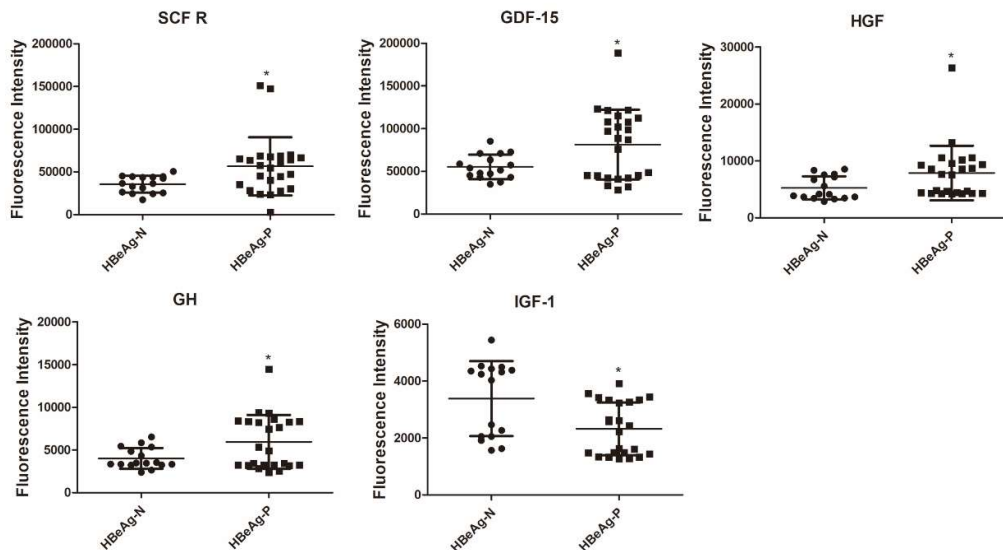 SCF R
Fluorescence Intensity
200000
150000
100000
50000
0
*
HBeAg-N
HBeAg-P
GDF-15
Fluorescence Intensity
200000
150000
100000
50000
0
*
HBeAg-N
HBeAg-P
HGF
Fluorescence Intensity
30000
20000
10000
0
*
HBeAg-N
HBeAg-P
GH
Fluorescence Intensity
20000
15000
10000
5000
0
*
HBeAg-N
HBeAg-P
IGF-1
Fluorescence Intensity
6000
4000
2000
0
*
HBeAg-N
HBeAg-P